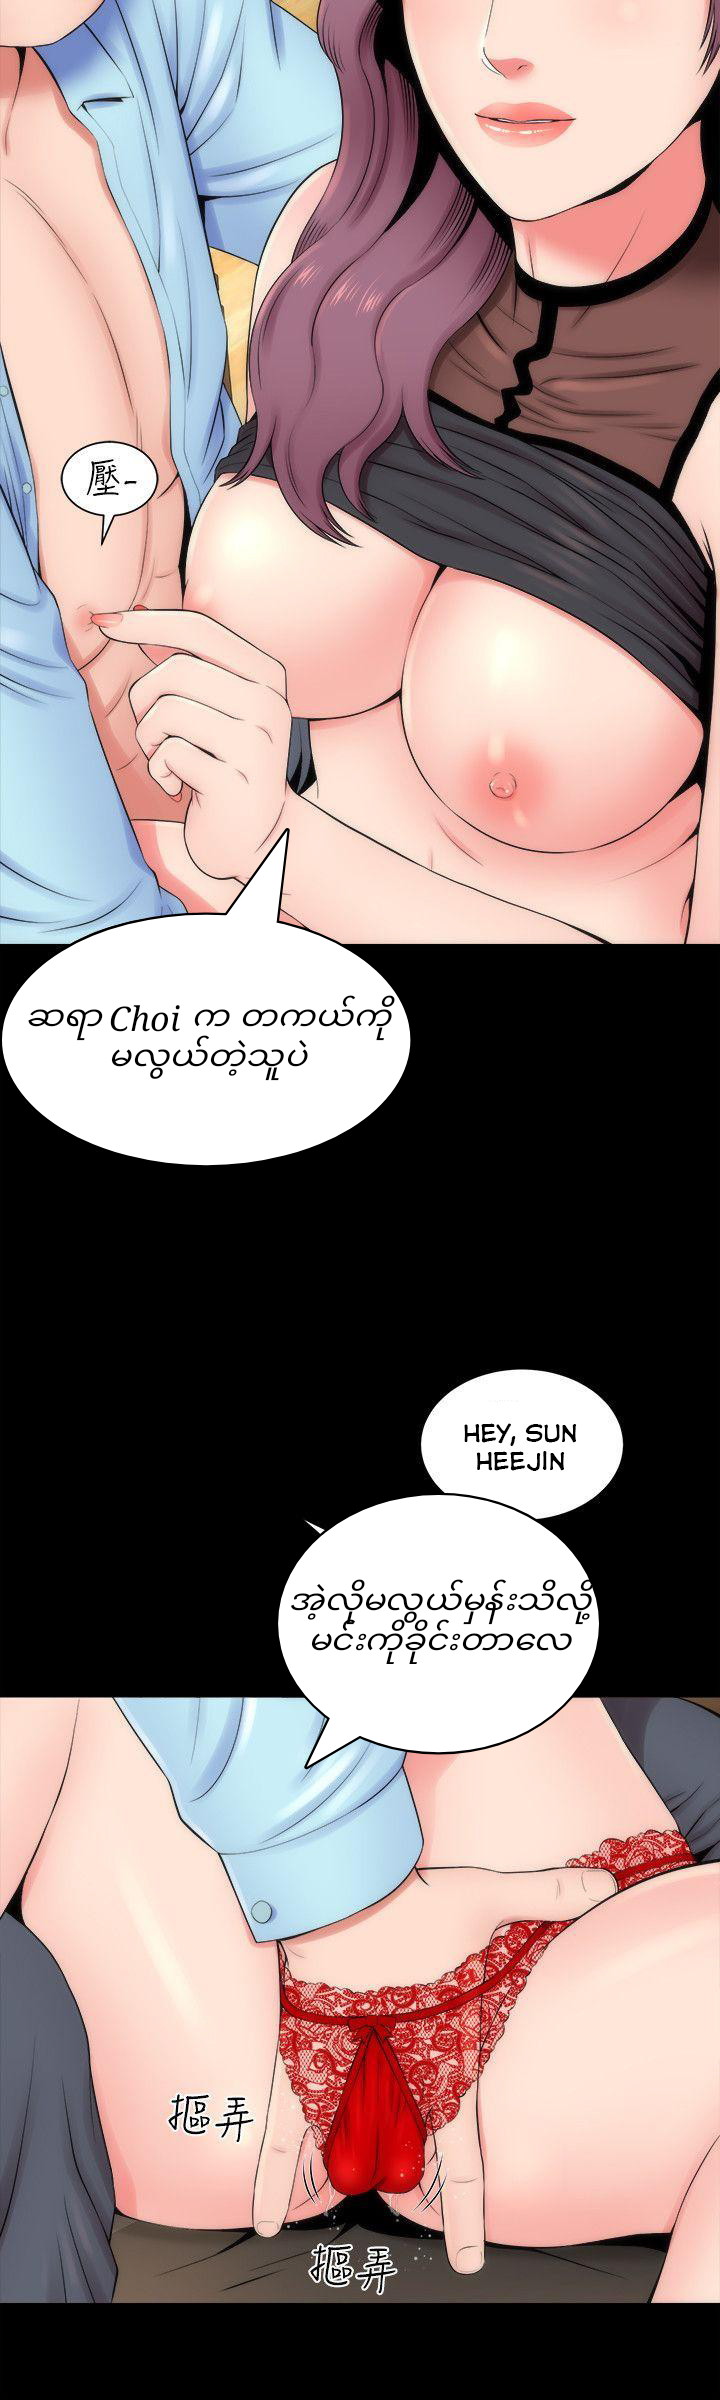 壓-
ဆရာ Choi က တကယ်ကို
မလွယ်တဲ့သူပဲ
HEY, SUN
HEEJIN
အဲ့လိုမလွယ်မှန်းသိလို့
မင်းကိုခိုင်းတာလေ
摳弄
摳弄